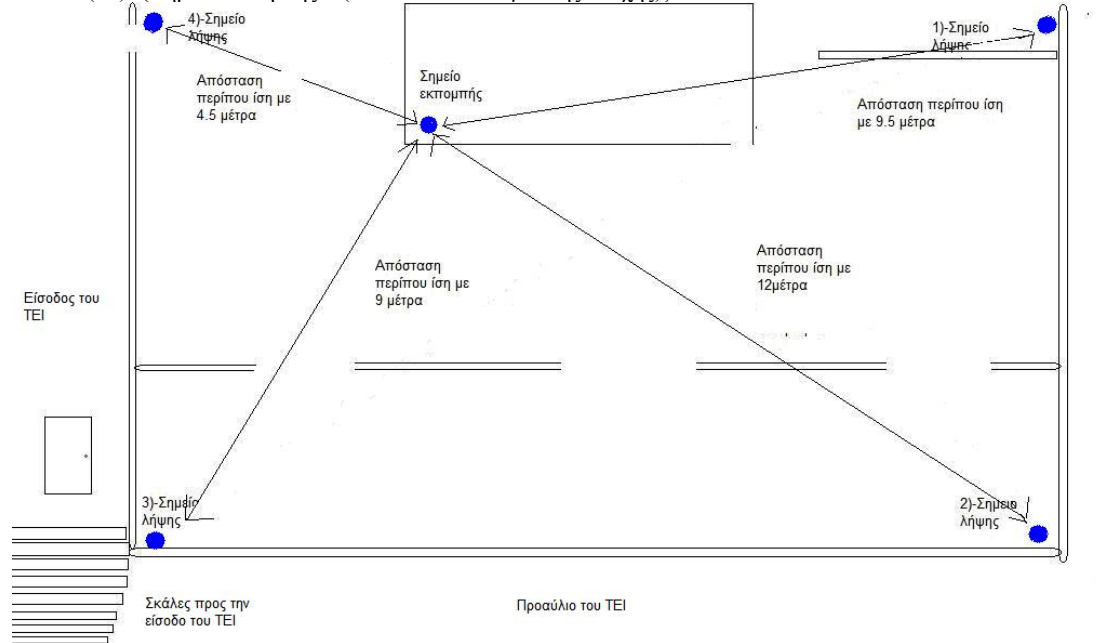 4)-Σημείο
λήψης
1)-Σημείο
λήψης
Σημείο
εκπομπής
Απόσταση
περίπου ίση με
4.5 μέτρα
Απόσταση περίπου ίση
με 9.5 μέτρα
Απόσταση
περίπου ίση με
9 μέτρα
Απόσταση
περίπου ίση με
12μέτρα
Είσοδος του
ΤΕΙ
3)-Σημείο
λήψης
2)-Σημειο
λήψης
Σκάλες προς την
είσοδο του ΤΕΙ
Προαύλιο του ΤΕΙ